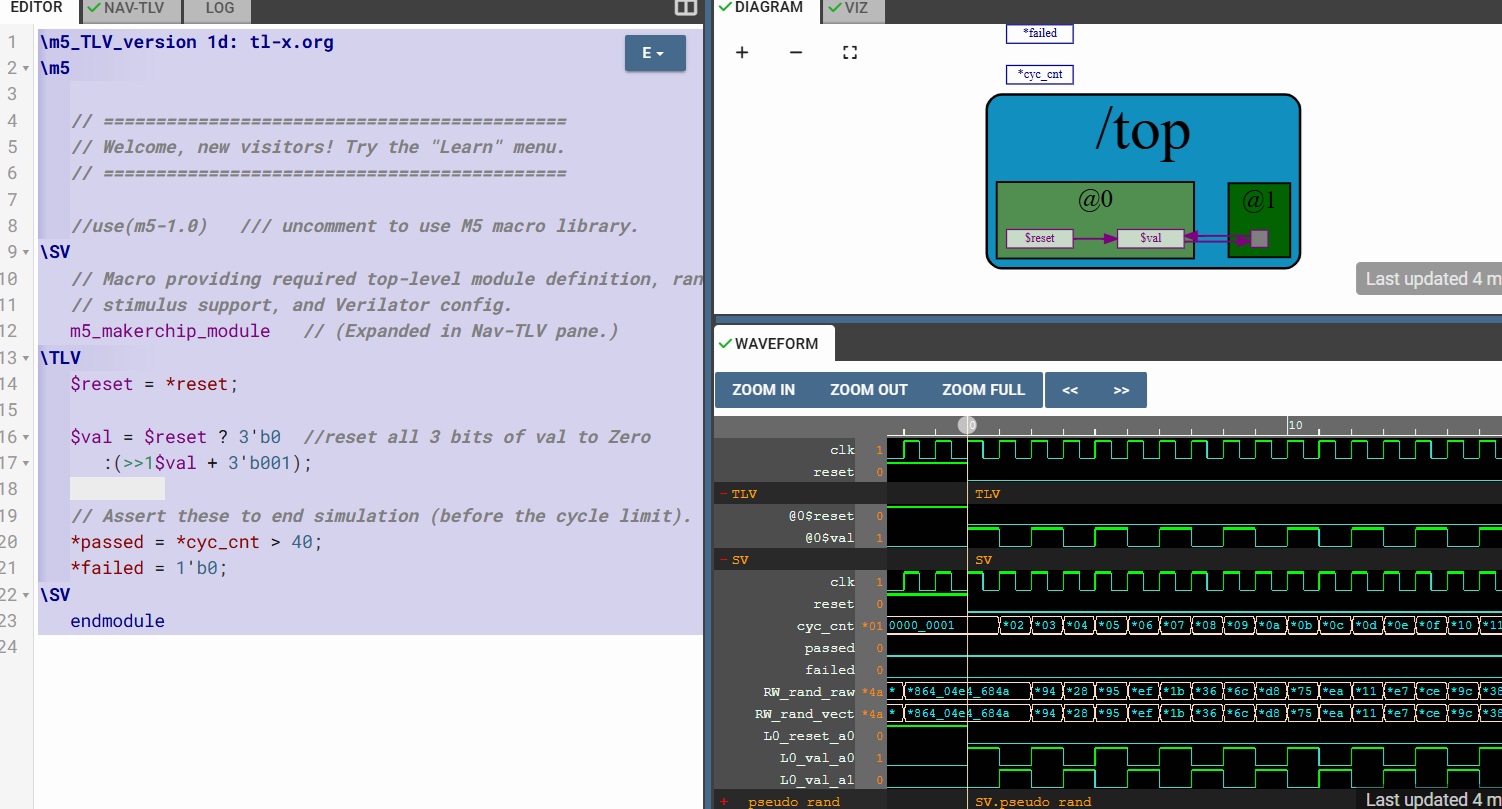 EDITOR NAV-TLV LOG
1 \m5_TLV_version 1d: tl-x.org
2 \m5
3
4 // ============================================
5 // Welcome, new visitors! Try the "Learn" menu.
6 // ============================================
7
8 //use(m5-1.0) /// uncomment to use M5 macro library.
9 \SV
10 // Macro providing required top-level module definition, ran
11 // stimulus support, and Verilator config.
12 m5_makerchip_module // (Expanded in Nav-TLV pane.)
13 \TLV
14 $reset = *reset;
15
16 $val = $reset ? 3'b0 //reset all 3 bits of val to Zero
17 :(>>1$val + 3'b001);
18
19 // Assert these to end simulation (before the cycle limit).
20 *passed = *cyc_cnt > 40;
21 *failed = 1'b0;
22 \SV
23 endmodule
24
E
DIAGRAM VIZ
*failed
*cyc_cnt
/top
@0 @1
$reset $val
Last updated 4 m
WAVEFORM
ZOOM IN ZOOM OUT ZOOM FULL << >>
0 10
clk 1
reset 0
- TLV TLV
@0$reset 0
@0$val 1
- SV SV
clk 1
reset 0
cyc_cnt *01 0000_0001 *02 *03 *04 *05 *06 *07 *08 *09 *0a *0b *0c *0d *0e *0f *10 *11
passed 0
failed 0
RW_rand_raw *4a * *864_04e4_684a *94 *28 *95 *ef *1b *36 *6c *d8 *75 *ea *11 *e7 *ce *9c *38
RW_rand_vect *4a * *864_04e4_684a *94 *28 *95 *ef *1b *36 *6c *d8 *75 *ea *11 *e7 *ce *9c *38
L0_reset_a0 0
L0_val_a0 1
L0_val_a1 0
+ pseudo_rand SV.pseudo_rand
Last updated 4 m